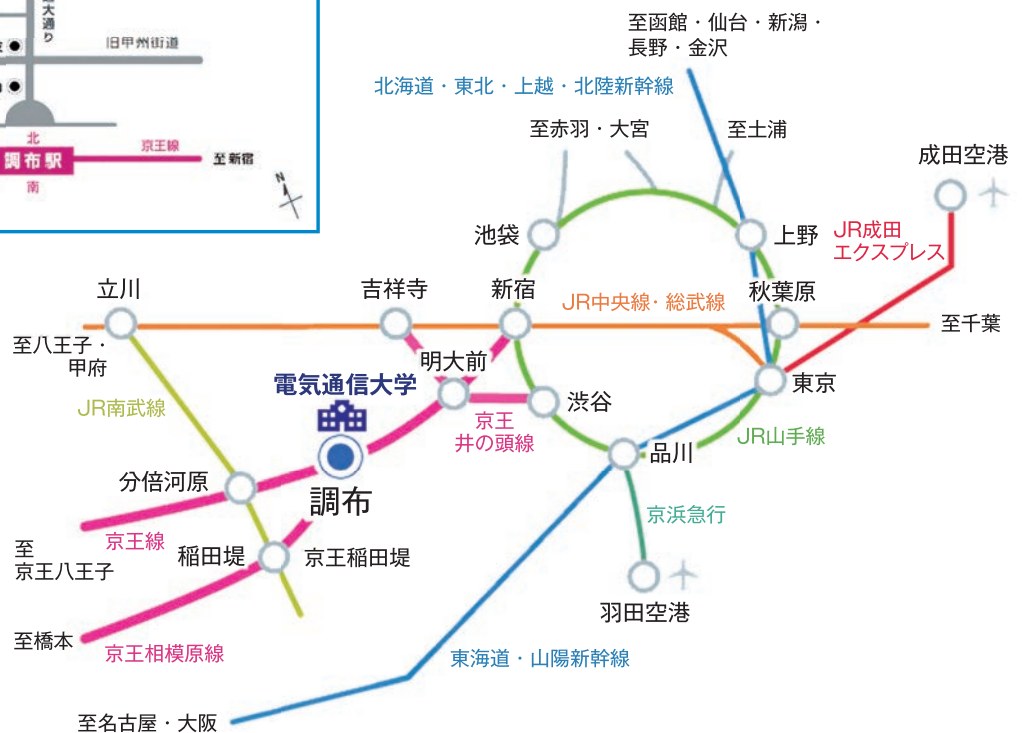 大通り
旧甲州街道
北
京王線
調布駅
至新宿
南
N
至函館・仙台・新潟・
長野・金沢
北海道・東北・上越・北陸新幹線
至赤羽・大宮
至土浦
成田空港
池袋
上野
JR成田
エクスプレス
立川
吉祥寺
新宿
JR中央線・総武線
秋葉原
至千葉
至八王子・
甲府
明大前
電気通信大学
東京
JR南武線
渋谷
京王
井の頭線
JR山手線
品川
分倍河原
調布
京浜急行
京王線
至
京王八王子
稲田堤
京王稲田堤
羽田空港
至橋本
京王相模原線
東海道・山陽新幹線
至名古屋・大阪